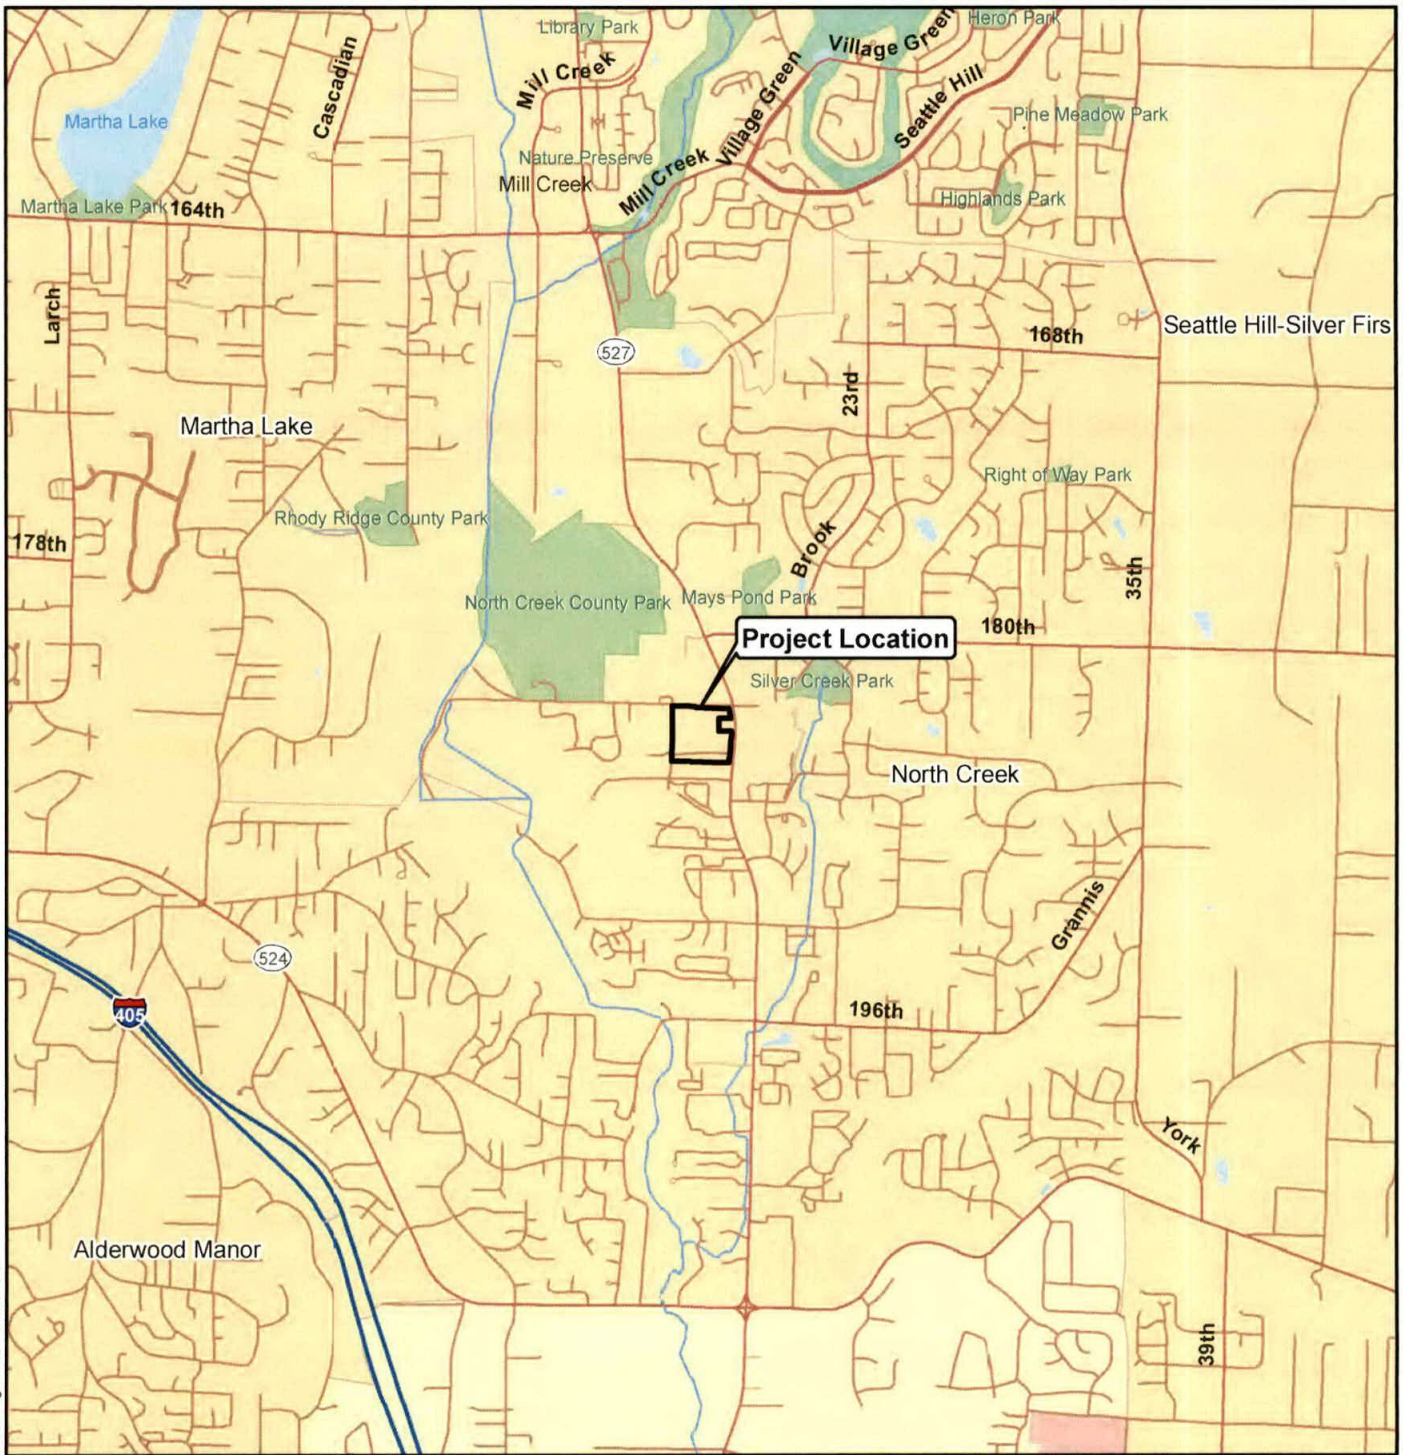 Library Park
Heron Park
Village Green
Cascadian
Mill Creek
Village Green
Seattle Hill
Martha Lake
Pine Meadow Park
Nature Preserve
Mill Creek
Mill Creek
Martha Lake Park
164th
Highlands Park
Larch
527
168th
Seattle Hill-Silver Firs
23rd
Martha Lake
Right of Way Park
Rhody Ridge County Park
178th
Brook
35th
North Creek County Park
Mays Pond Park
180th
Project Location
Silver Creek Park
North Creek
Grannis
524
405
196th
York
Alderwood Manor
39th